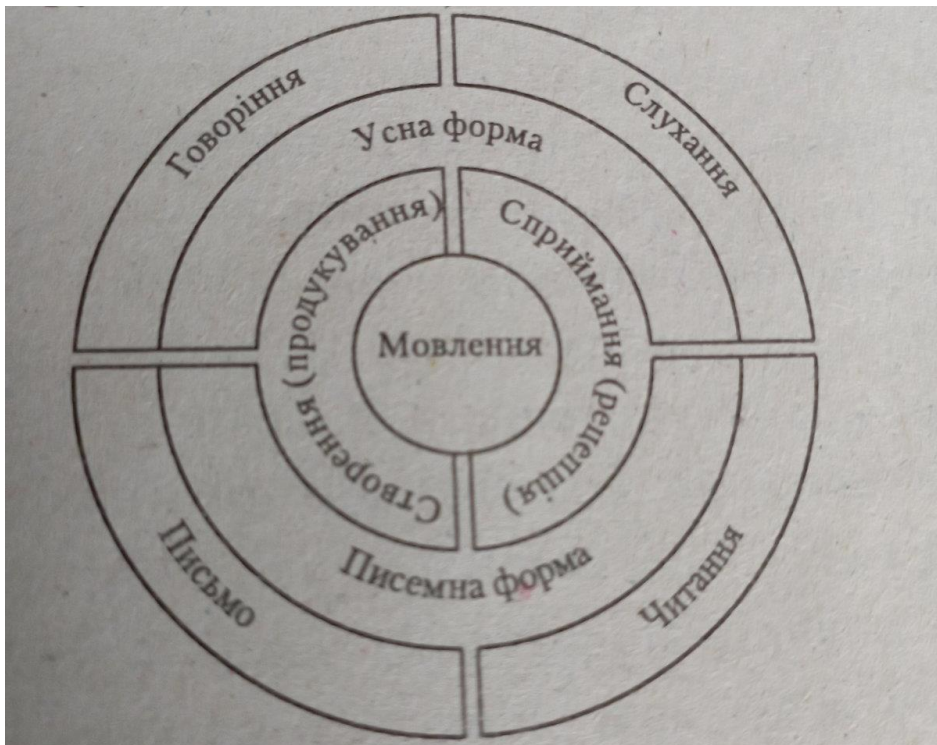 Говоріння
Слухання
Усна форма
Створення (продукування)
Сприймання (рецепція)
Мовлення
Писемна форма
Письмо
Читання